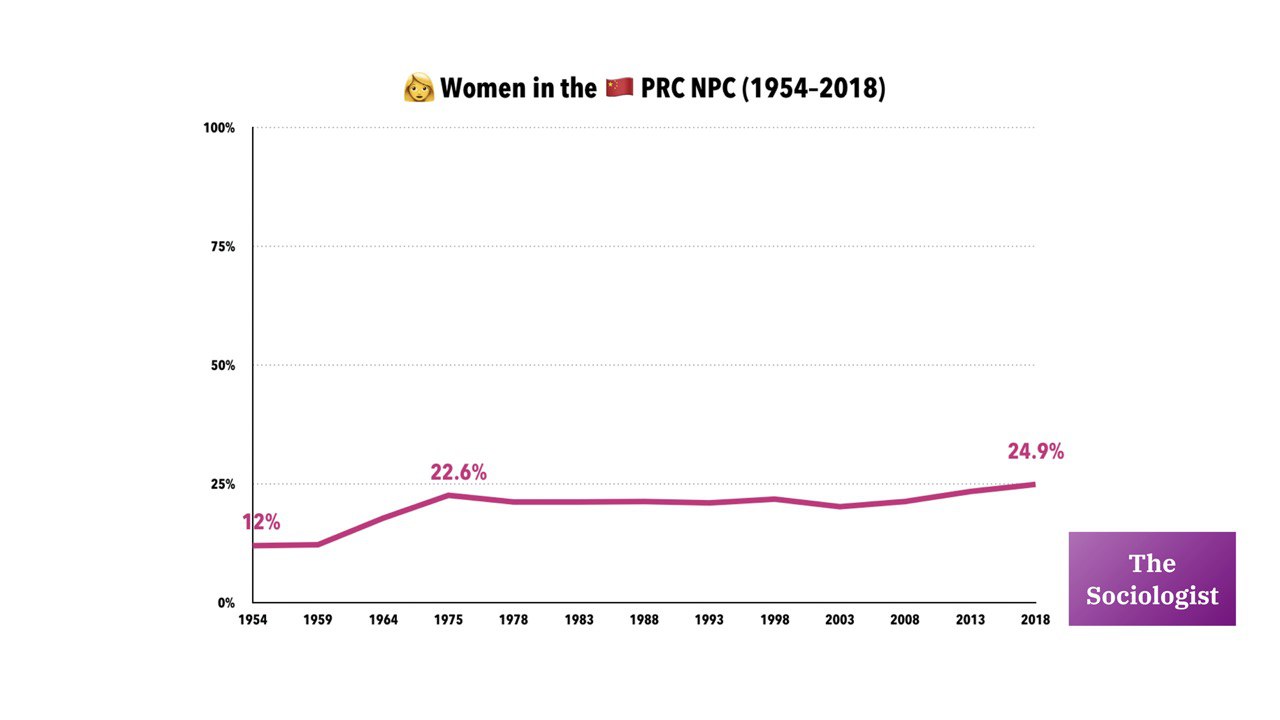 Women in the PRC NPC (1954–2018)
100%
75%
50%
25%
0%
12%
22.6%
24.9%
1954 1959 1964 1975 1978 1983 1988 1993 1998 2003 2008 2013 2018
The
Sociologist